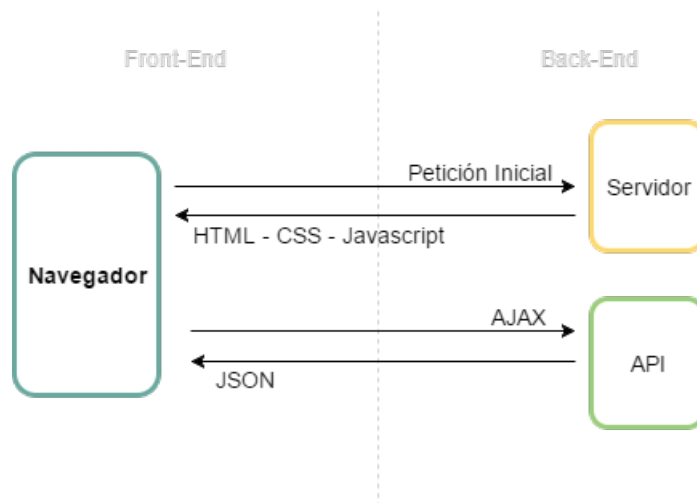 Front-End
Back-End
Petición Inicial
Servidor
HTML - CSS - Javascript
Navegador
AJAX
API
JSON